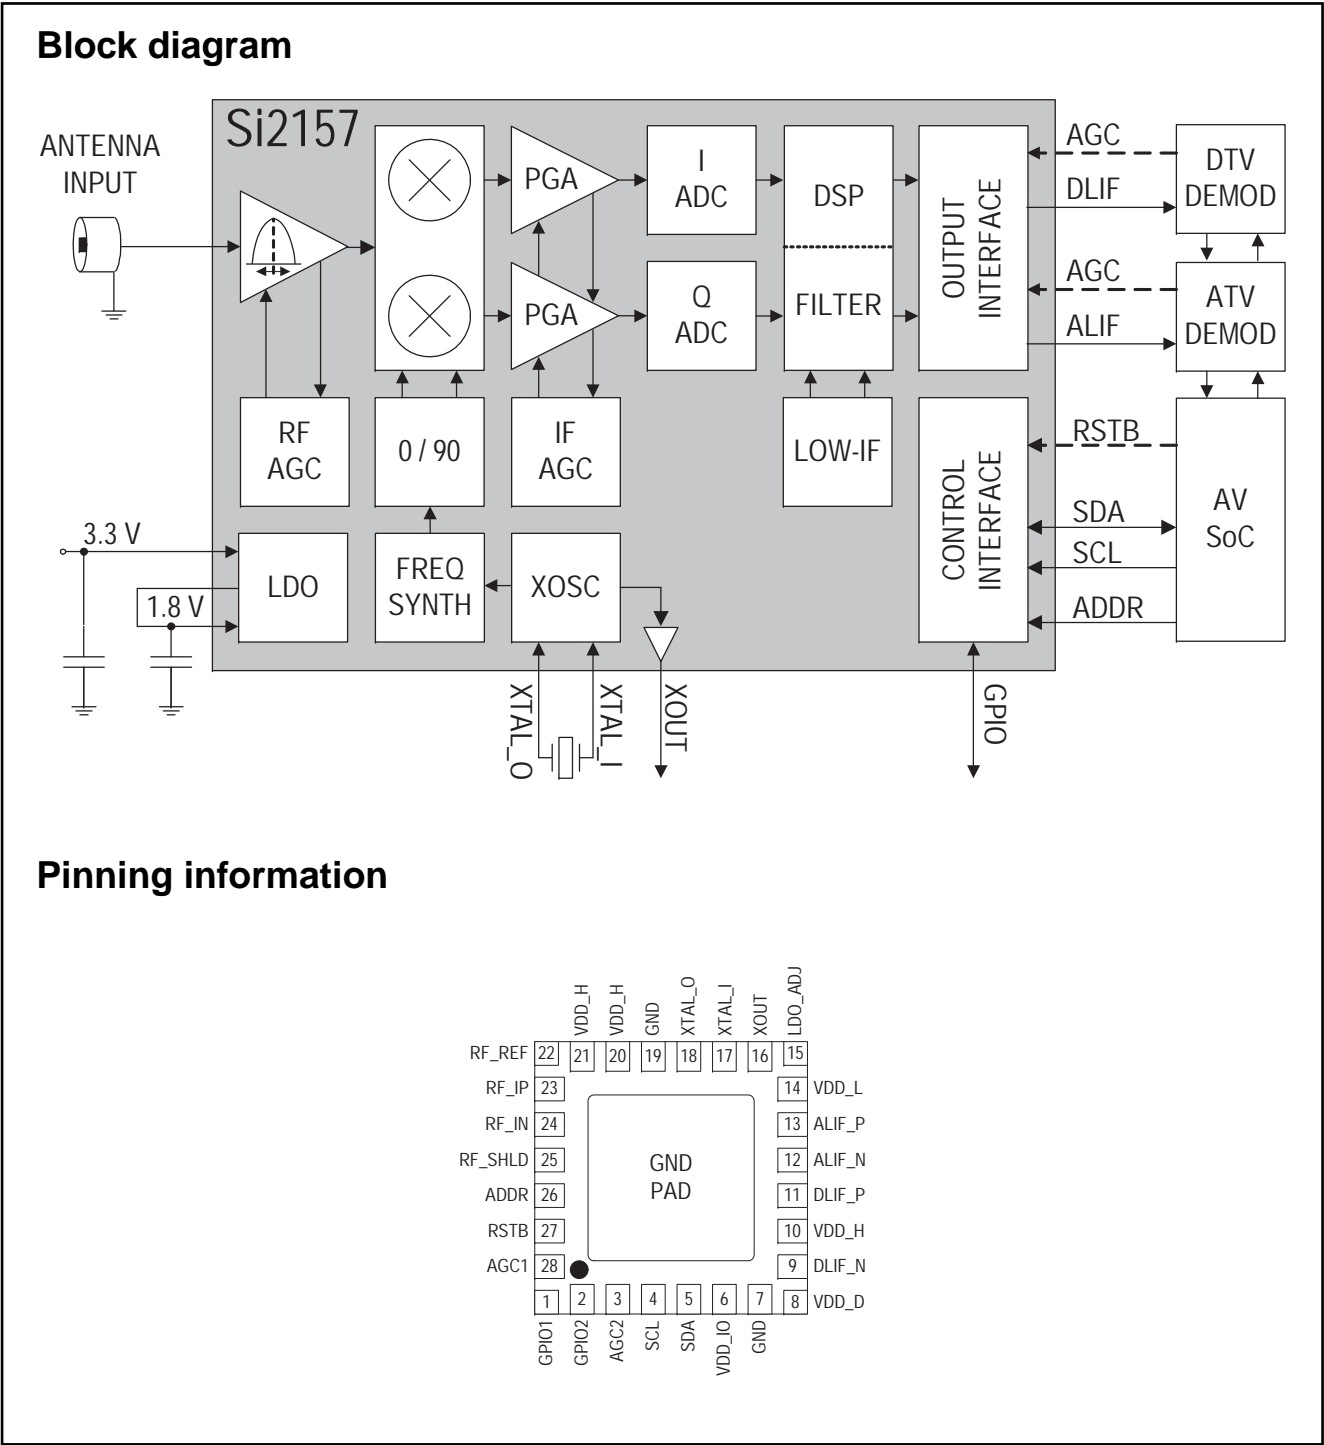 Block diagram
Si2157
ANTENNA
INPUT
PGA
PGA
I
ADC
Q
ADC
DSP
FILTER
OUTPUT
INTERFACE
AGC
DLIF
AGC
ALIF
DTV
DEMOD
ATV
DEMOD
RF
AGC
0 / 90
IF
AGC
LOW-IF
CONTROL
INTERFACE
RSTB
SDA
SCL
ADDR
AV
SoC
3.3 V
1.8 V
LDO
FREQ
SYNTH
XOSC
XTAL_O
XTAL_I
XOUT
GPIO
Pinning information
VDD_H
VDD_H
GND
XTAL_O
XTAL_I
XOUT
LDO_ADJ
RF_REF 22 21 20 19 18 17 16 15
RF_IP 23
RF_IN 24
RF_SHLD 25
ADDR 26
RSTB 27
AGC1 28
GND
PAD
14 VDD_L
13 ALIF_P
12 ALIF_N
11 DLIF_P
10 VDD_H
9 DLIF_N
1 2 3 4 5 6 7 8 VDD_D
GPIO1
GPIO2
AGC2
SCL
SDA
VDD_IO
GND